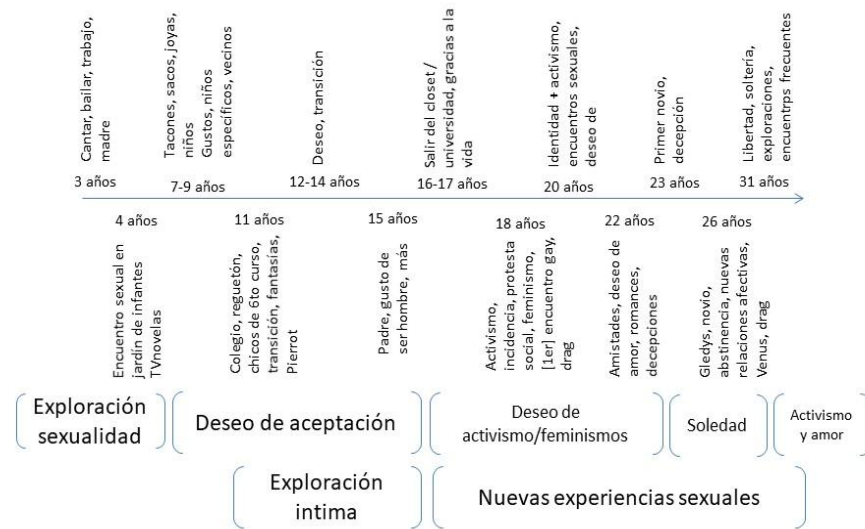 Cantar, bailar, trabajo,
madre
Tacones, sacos, joyas,
niños
Gustos, niños
específicos, vecinos
Deseo, transición
Salir del closet /
universidad, gracias a la
vida
Identidad + activismo,
encuentros sexuales,
deseo de
Primer novío,
decepción
Libertad, soltería,
exploraciones,
encuentrps frecuentes
3 años
7-9 años
12-14 años
16-17 años
20 años
23 años
31 años
4 años
11 años
15 años
18 años
22 años
26 años
Encuentro sexual en
jardín de infantes
TVnovelas
Colegio, reguetón,
chicos de 6to curso,
transición, fantasías,
Pierrot
Padre, gusto de
ser hombre, más
Activismo,
incidencia, protesta
social, feminismo,
[1er] encuentro gay,
drag
Amistades, deseo de
amor, romances,
decepciones
Gledys, novío,
abstinencia, nuevas
relaciones afectivas,
Venus, drag
Exploración
sexualidad
Deseo de aceptación
Deseo de
activismo/feminismos
Soledad
Activismo
y amor
Exploración
intima
Nuevas experiencias sexuales